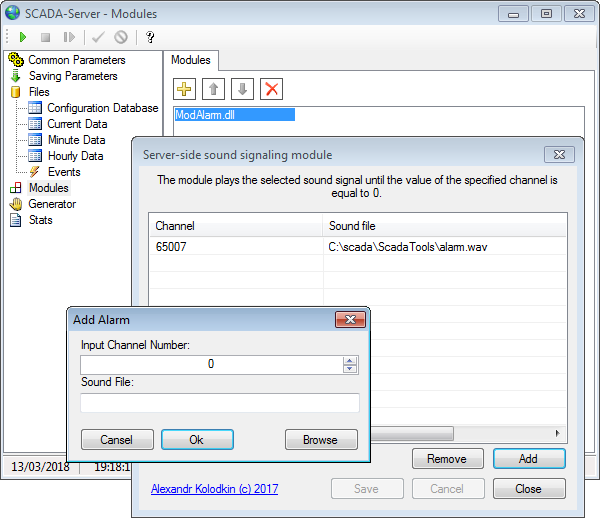 SCADA-Server - Modules
?
Common Parameters
Saving Parameters
Files
Configuration Database
Current Data
Minute Data
Hourly Data
Events
Modules
Generator
Stats
Modules
ModAlarm.dll
Server-side sound signaling module
The module plays the selected sound signal until the value of the specified channel is
equal to 0.
Channel Sound file
65007 C:\scada\ScadaTools\alarm.wav
Add Alarm
Input Channel Number:
0
Sound File:
Cansel Ok Browse
Remove Add
Alexandr Kolodkin (c) 2017 Save Cancel Close
13/03/2018 19:18:1